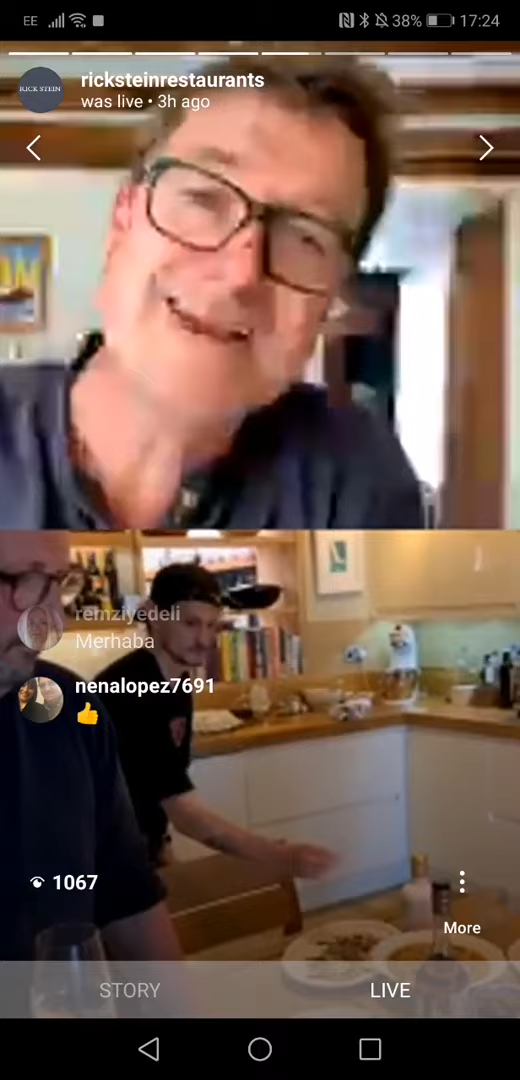 EE 38% 17:24
RICK STEIN
ricksteinrestaurants
was live • 3h ago
remziyedeli
Merhaba
nenalopez7691
👍
1067
More
STORY LIVE